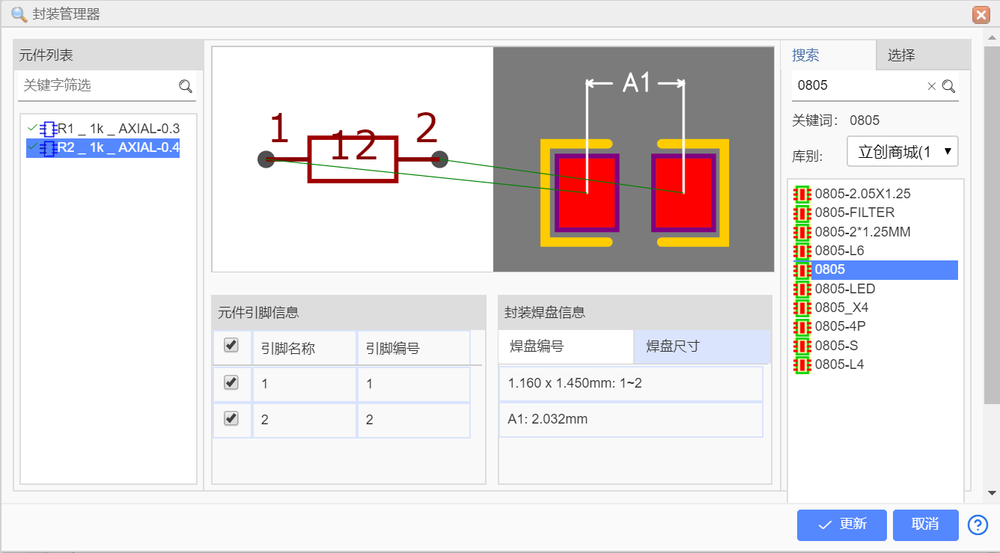 封装管理器
元件列表
关键字筛选
R1 _ 1k _ AXIAL-0.3
R2 _ 1k _ AXIAL-0.4
1
12
2
A1
元件引脚信息
引脚名称 引脚编号
1 1
2 2
封装焊盘信息
焊盘编号 焊盘尺寸
1.160 x 1.450mm: 1~2
A1: 2.032mm
搜索 选择
0805
关键词: 0805
库别: 立创商城(1
0805-2.05X1.25
0805-FILTER
0805-2*1.25MM
0805-L6
0805
0805-LED
0805_X4
0805-4P
0805-S
0805-L4
更新 取消